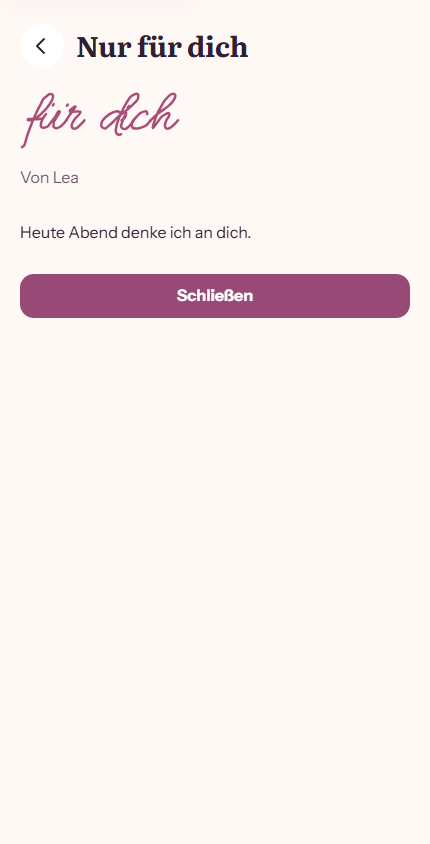 Nur für dich
für dich
Von Lea
Heute Abend denke ich an dich.
Schließen